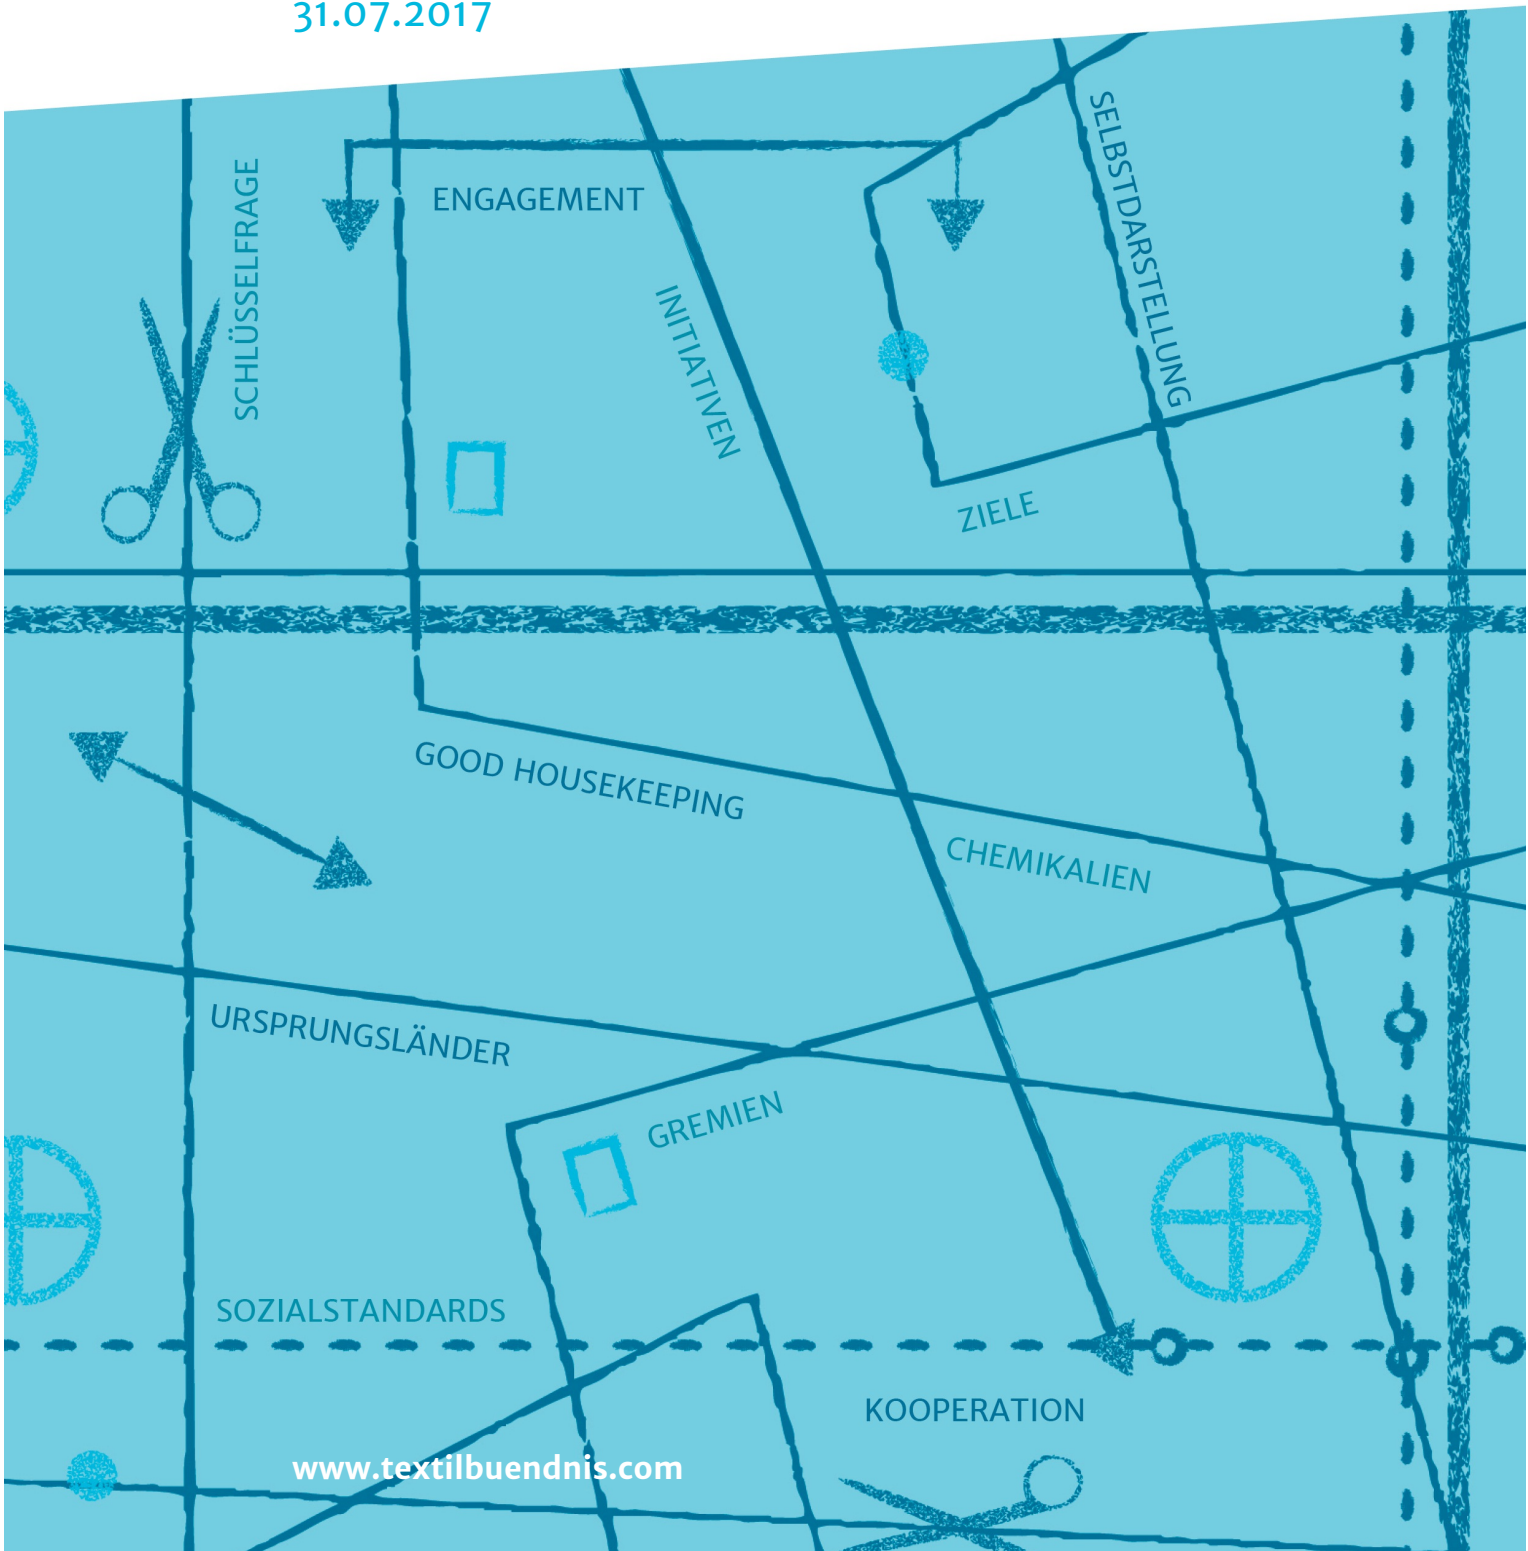 31.07.2017
SELBSTDARSTELLUNG
SCHLÜSSELFRAGE
ENGAGEMENT
INITIATIVEN
ZIELE
GOOD HOUSEKEEPING
CHEMIKALIEN
URSPRUNGSLÄNDER
GREMIEN
SOZIALSTANDARDS
KOOPERATION
www.textilbuendnis.com